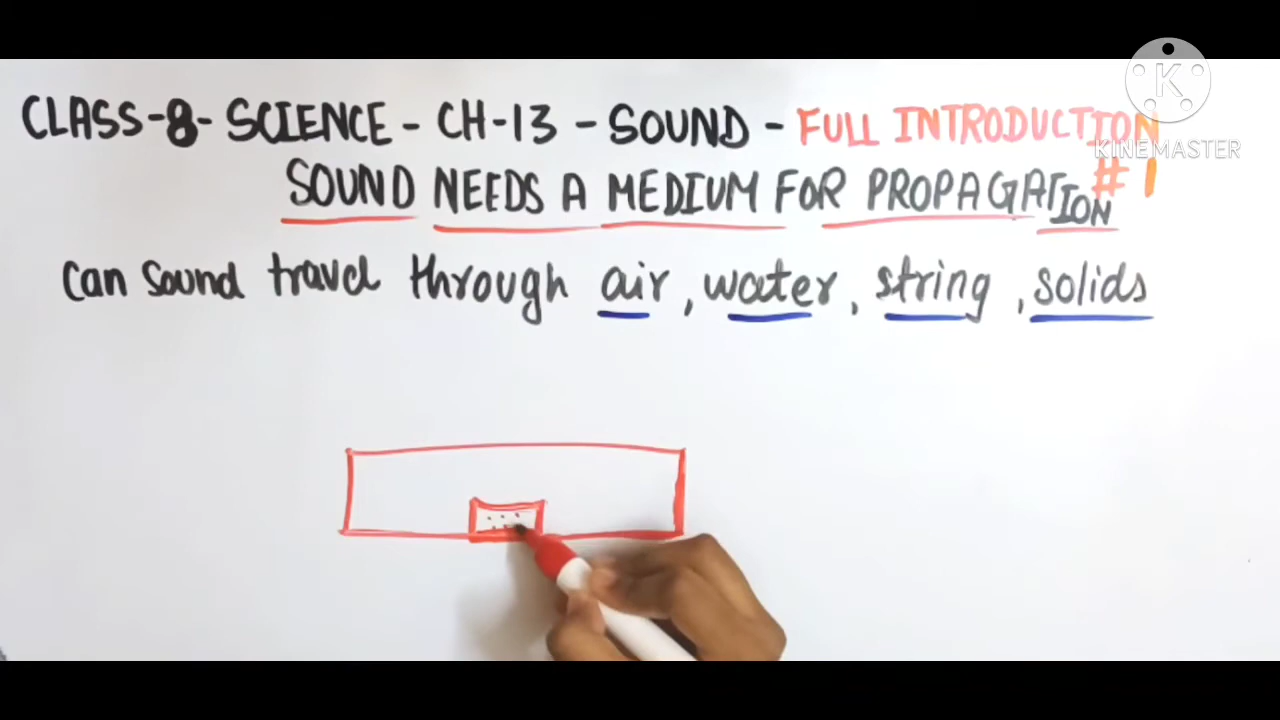 CLASS-8-SCIENCE-CH-13-SOUND-FULL INTRODUCTION
SOUND NEEDS A MEDIUM FOR PROPAGATION #1
can sound travel through air, water, string, solids
K
KINEMASTER